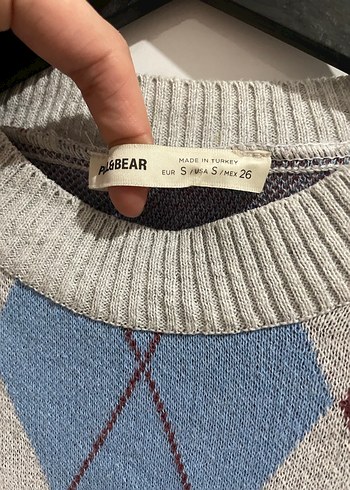 PULL&BEAR
MADE IN TURKEY
EUR S / USA S / MEX 26